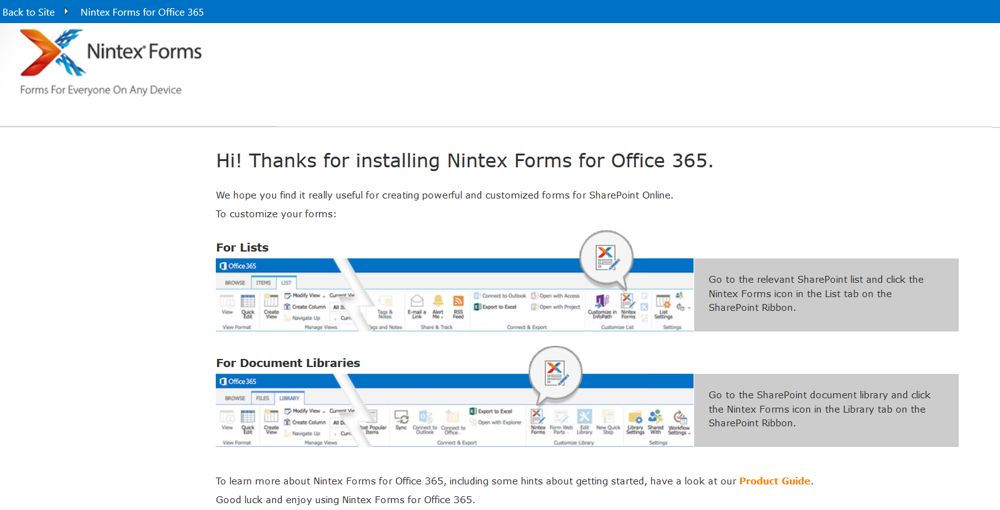 Back to Site
Nintex Forms for Office 365
Nintex® Forms
Forms For Everyone On Any Device
Hi! Thanks for installing Nintex Forms for Office 365.
We hope you find it really useful for creating powerful and customized forms for SharePoint Online.
To customize your forms:
For Lists
Office 365
BROWSE ITEMS LIST
Modify View Current Vie
Create Column All It
Navigate Up Curr
View
Quick Edit
Create View
Tags & Notes
E-mail a Link
Alert Me
RSS Feed
Connect to Outlook Open with Access
Export to Excel Open with Project
Customize in InfoPath
Nintex Forms
List Settings
View Format Manage Views ags and Notes Share & Track Connect & Export Customize List Settings
Go to the relevant SharePoint list and click the
Nintex Forms icon in the List tab on the
SharePoint Ribbon.
For Document Libraries
Office 365
BROWSE FILES LIBRARY
Modify View Current Vie
Create Column All D
Navigate Up Curr
View
Quick Edit
Create View
ost Popular Items
Sync
Connect to Outlook
Connect to Office
Export to Excel
Open with Explorer
Nintex Forms
Form Web Parts
Edit Library
New Quick Step
Library Settings
Shared With
Workflow Settings
View Format Manage Views Connect & Export Customize Library Settings
Go to the SharePoint document library and click
the Nintex Forms icon in the Library tab on the
SharePoint Ribbon.
To learn more about Nintex Forms for Office 365, including some hints about getting started, have a look at our Product Guide.
Good luck and enjoy using Nintex Forms for Office 365.